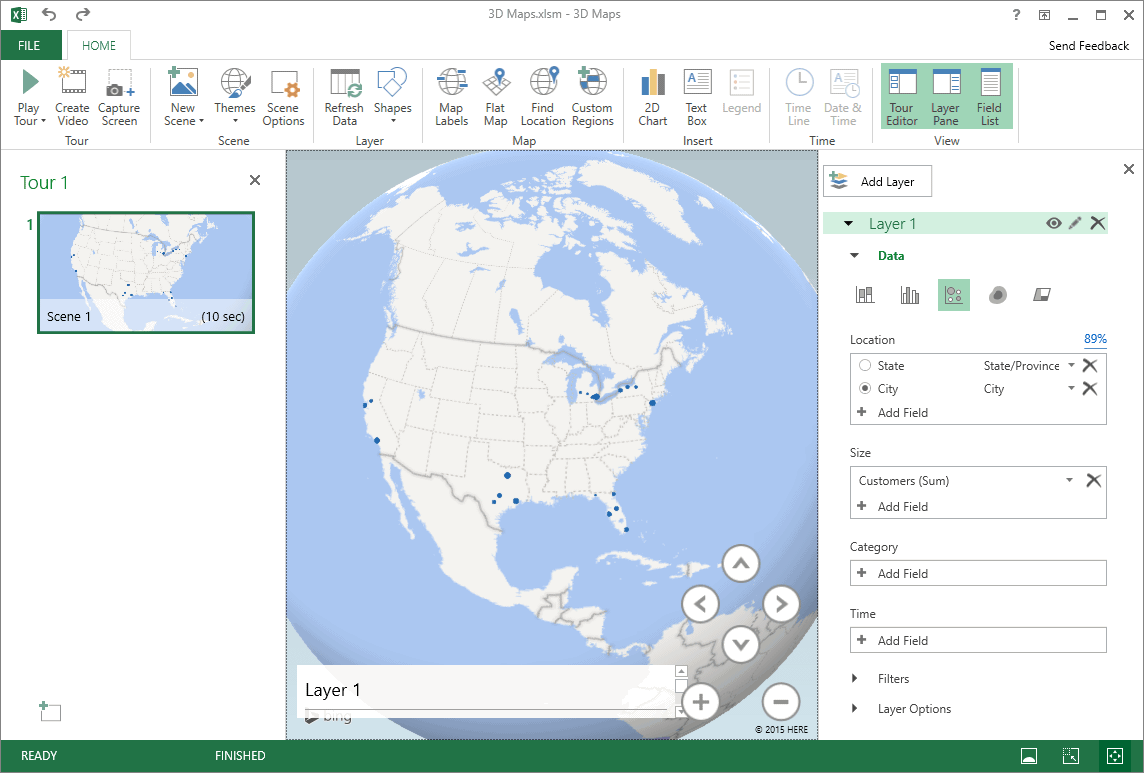 3D Maps.xlsm - 3D Maps
?
FILE
HOME
Send Feedback
Play Tour
Create Video
Capture Screen
Tour
New Scene
Themes
Scene Options
Scene
Refresh Data
Shapes
Layer
Map Labels
Flat Map
Find Location
Custom Regions
Map
2D Chart
Text Box
Legend
Insert
Time Line
Date & Time
Time
Tour Editor
Layer Pane
Field List
View
Tour 1
1
Scene 1
(10 sec)
Layer 1
bing
© 2015 HERE
Add Layer
Layer 1
Data
Location
89%
State
State/Province
City
City
Add Field
Size
Customers (Sum)
Add Field
Category
Add Field
Time
Add Field
Filters
Layer Options
READY
FINISHED